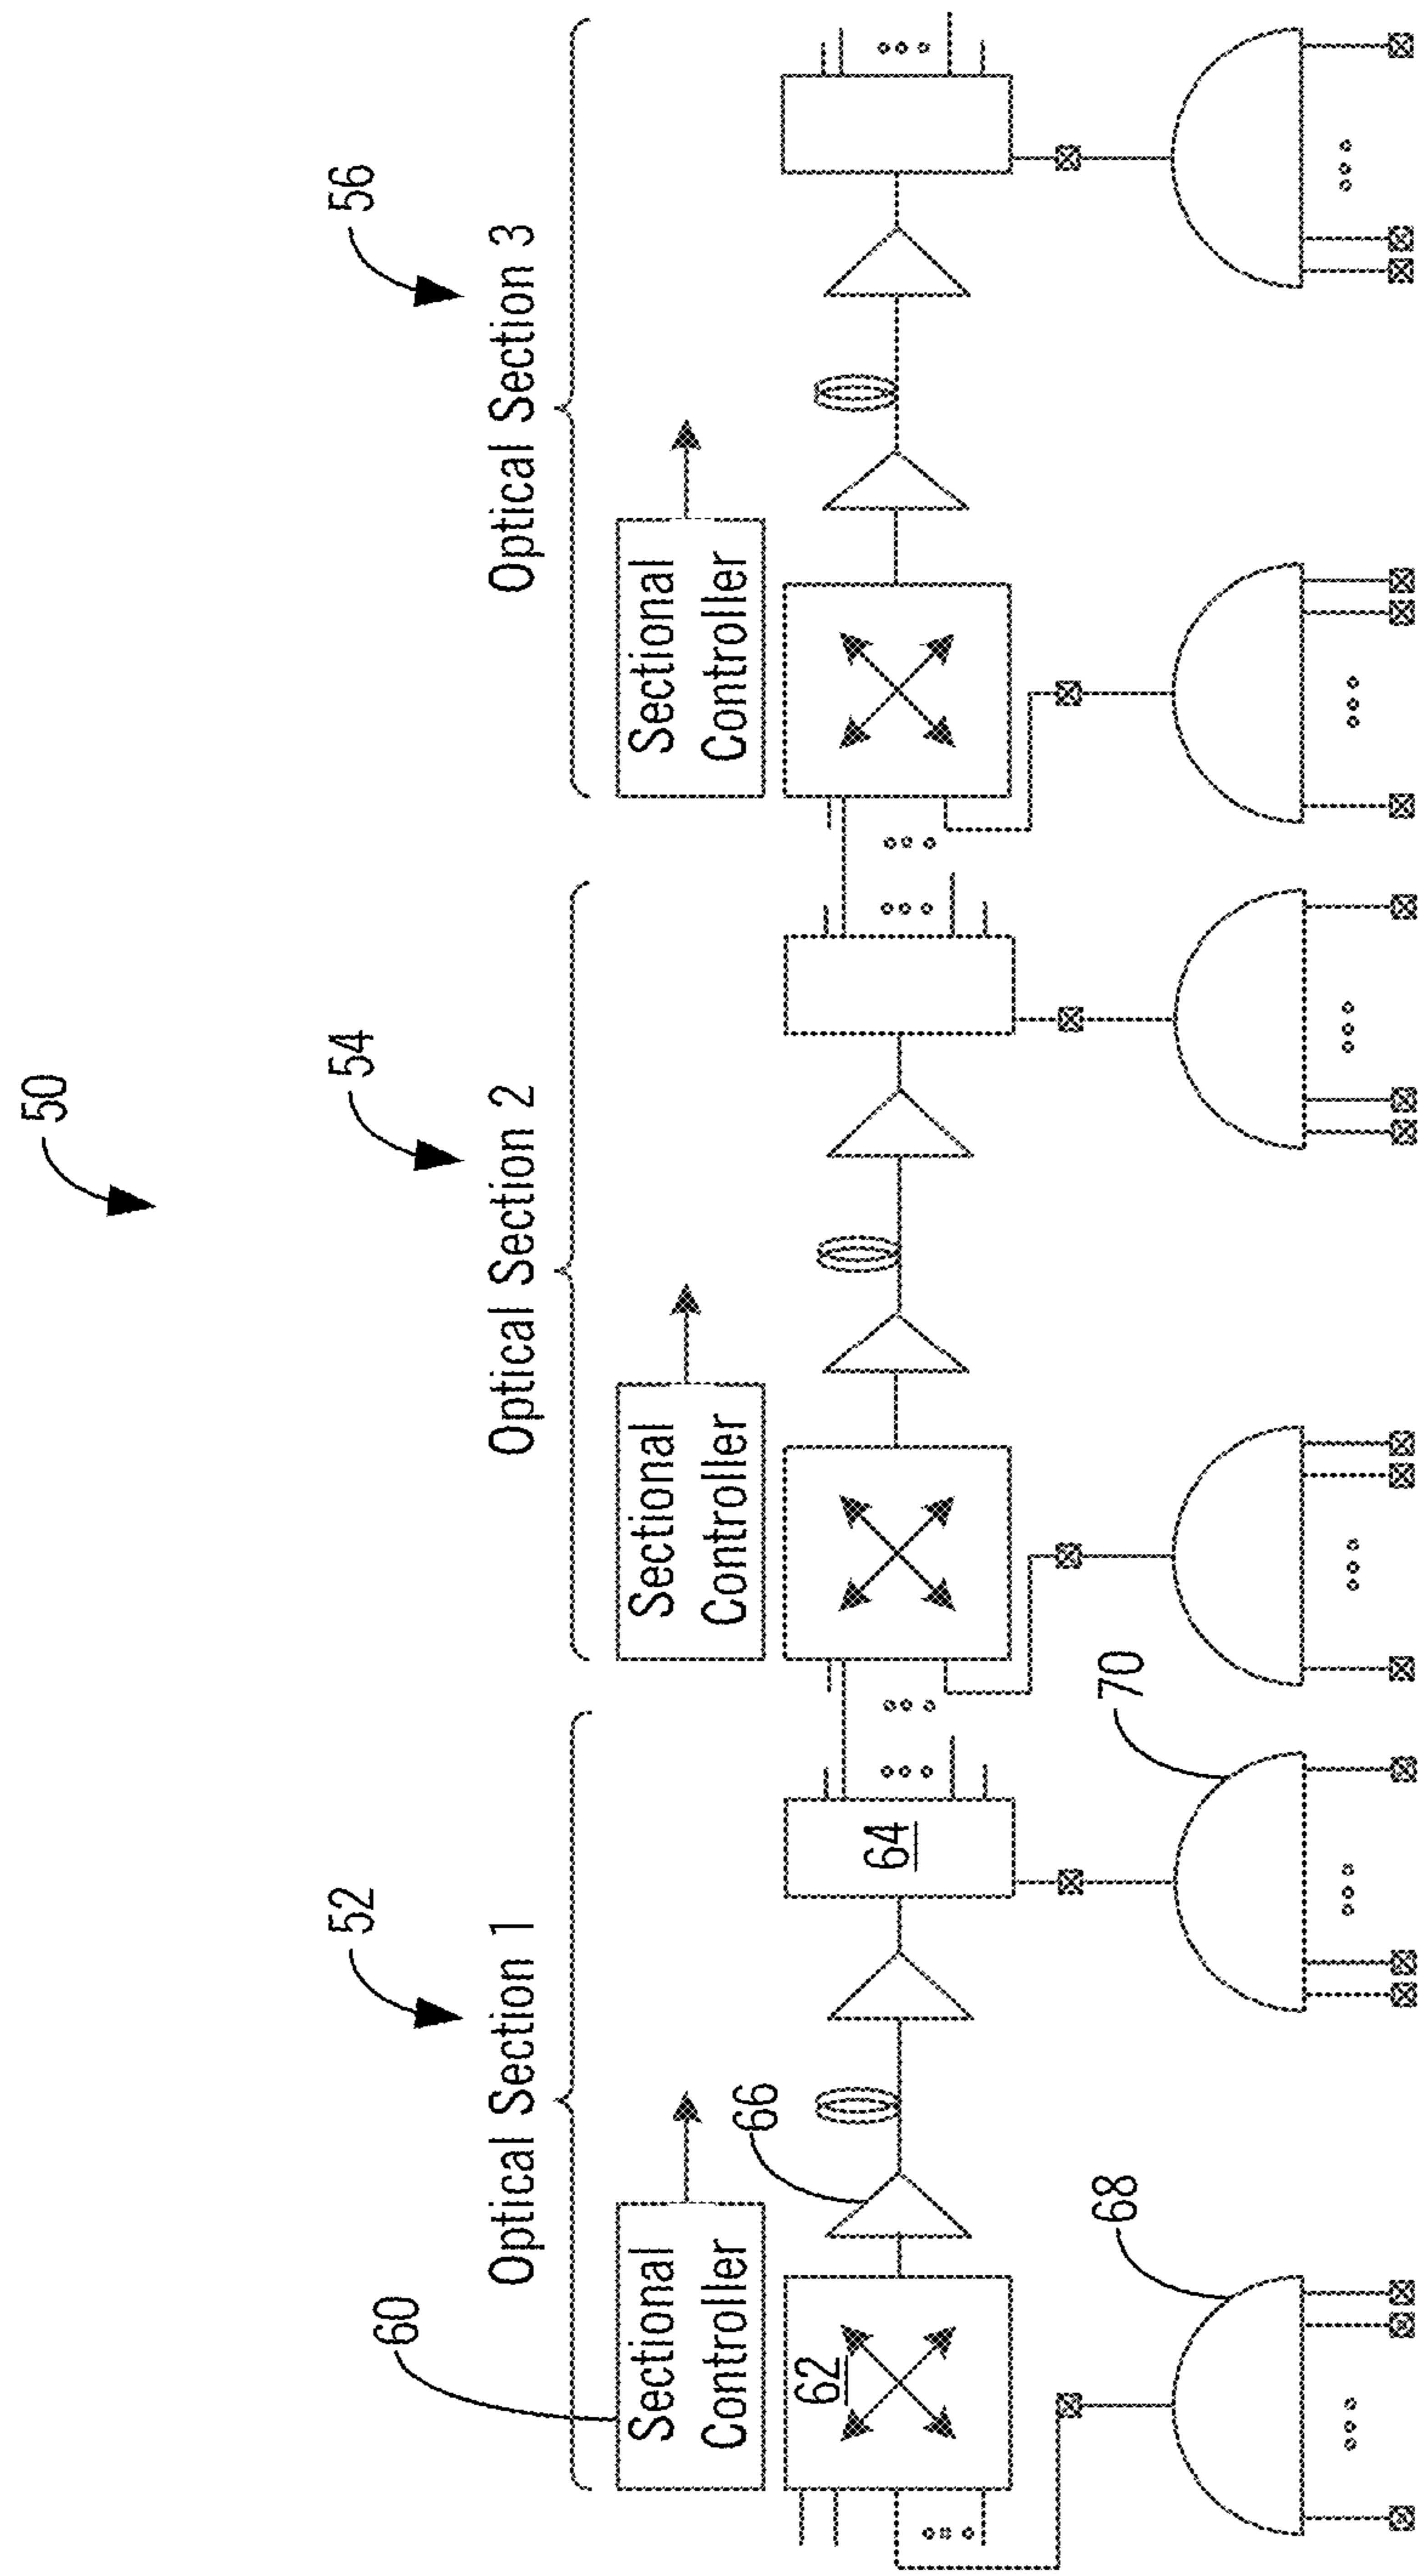 50
52
54
56
Optical Section 1
Optical Section 2
Optical Section 3
60
Sectional
Controller
Sectional
Controller
Sectional
Controller
62
66
64
68
70